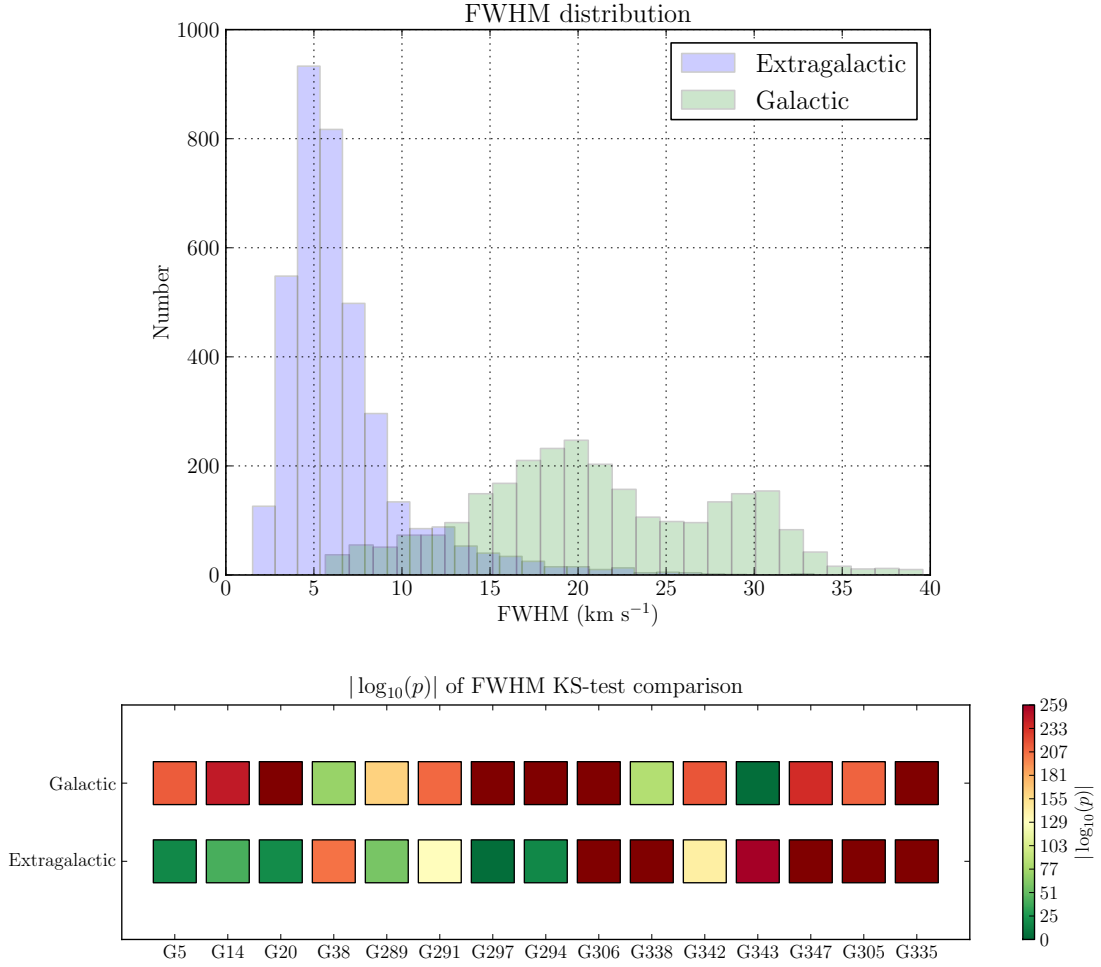 FWHM distribution
1000
800
600
400
200
0
Number
Extragalactic
Galactic
0 5 10 15 20 25 30 35 40
FWHM (km s⁻¹)
| log₁₀(p)| of FWHM KS-test comparison
Galactic
Extragalactic
G5 G14 G20 G38 G289 G291 G297 G294 G306 G338 G342 G343 G347 G305 G335
259
233
207
181
155
129
103
77
51
25
0
| log₁₀(p)|